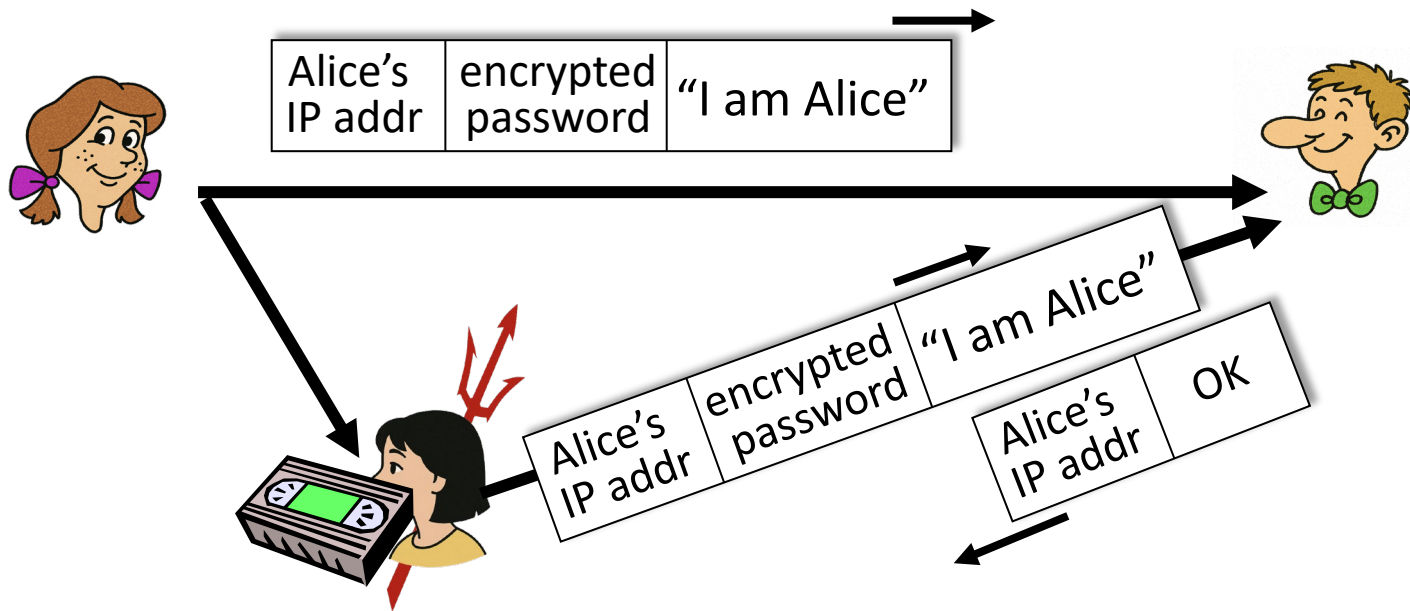 Alice’s
IP addr
encrypted
password
“I am Alice”
Alice’s
IP addr
encrypted
password
“I am Alice”
Alice’s
IP addr
OK